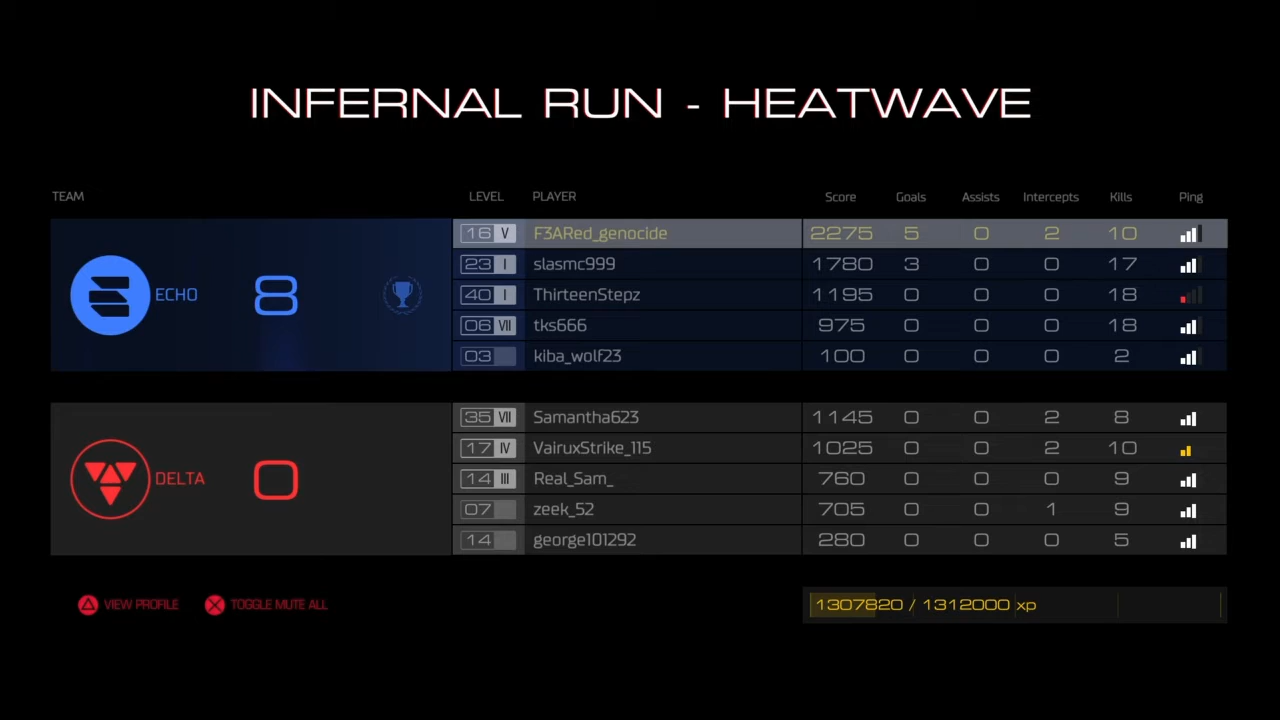 INFERNAL RUN - HEATWAVE
TEAM LEVEL PLAYER Score Goals Assists Intercepts Kills Ping
16 V F3ARed_genocide 2275 5 0 2 10
23 I slasmc999 1780 3 0 0 17
ECHO 8
40 I ThirteenStepz 1195 0 0 0 18
06 VII tks666 975 0 0 0 18
03 kiba_wolf23 100 0 0 0 2
35 VII Samantha623 1145 0 0 2 8
17 IV VairuxStrike_115 1025 0 0 2 10
DELTA 0
14 III Real_Sam_ 760 0 0 0 9
07 zeek_52 705 0 0 1 9
14 george101292 280 0 0 0 5
VIEW PROFILE TOGGLE MUTE ALL 1307820 / 1312000 xp